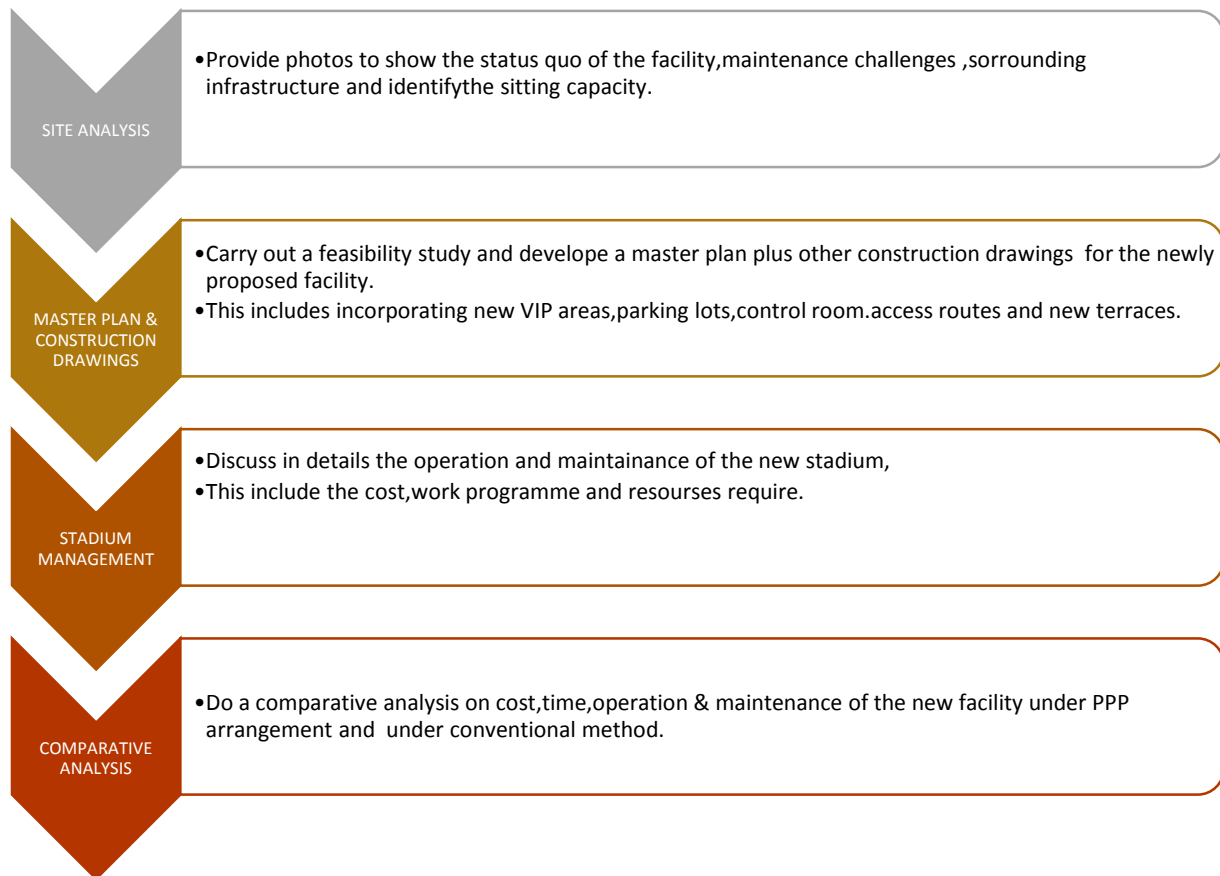 SITE ANALYSIS
•Provide photos to show the status quo of the facility,maintenance challenges ,sorrounding
infrastructure and identifythe sitting capacity.
MASTER PLAN &
CONSTRUCTION
DRAWINGS
•Carry out a feasibility study and develope a master plan plus other construction drawings  for the newly
proposed facility.
•This includes incorporating new VIP areas,parking lots,control room.access routes and new terraces.
STADIUM
MANAGEMENT
•Discuss in details the operation and maintainance of the new stadium,
•This include the cost,work programme and resourses require.
COMPARATIVE
ANALYSIS
•Do a comparative analysis on cost,time,operation & maintenance of the new facility under PPP
arrangement and  under conventional method.